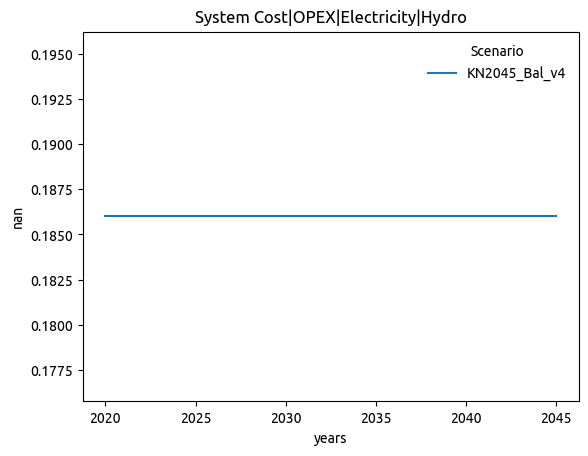 System Cost|OPEX|Electricity|Hydro
Scenario
KN2045_Bal_v4
0.1950
0.1925
0.1900
0.1875
0.1850
0.1825
0.1800
0.1775
nan
2020 2025 2030 2035 2040 2045
years